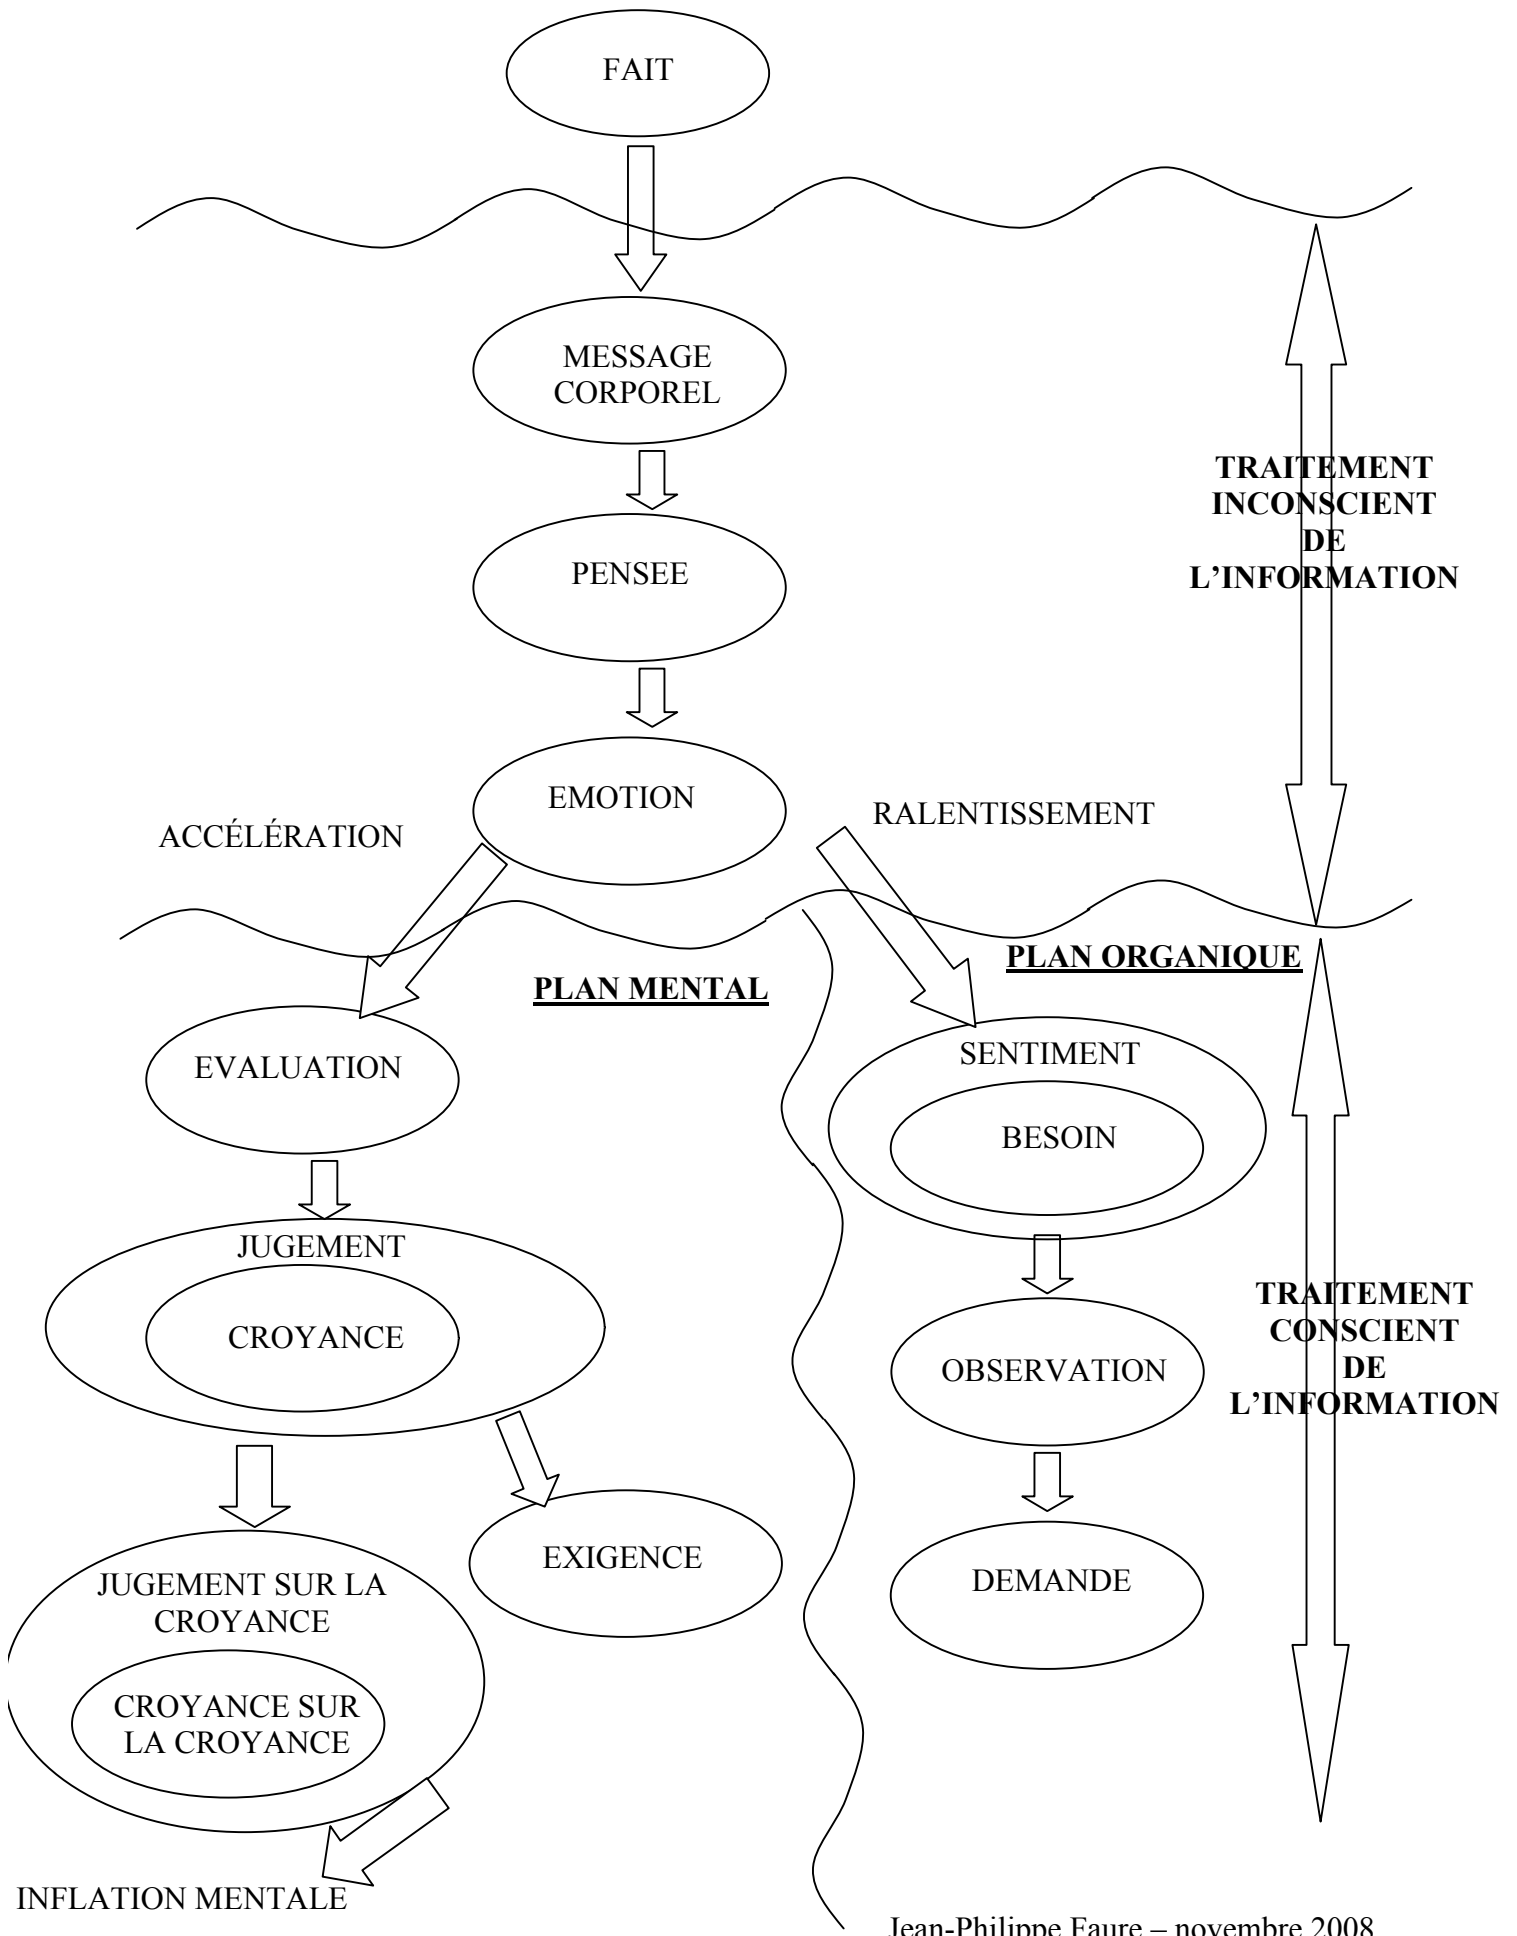 FAIT
MESSAGE
CORPOREL
TRAITEMENT
INCONSCIENT
DE
L’INFORMATION
PENSEE
EMOTION
ACCÉLÉRATION
RALENTISSEMENT
PLAN MENTAL
PLAN ORGANIQUE
EVALUATION
JUGEMENT
CROYANCE
EXIGENCE
JUGEMENT SUR LA
CROYANCE
CROYANCE SUR
LA CROYANCE
INFLATION MENTALE
SENTIMENT
BESOIN
OBSERVATION
DEMANDE
TRAITEMENT
CONSCIENT
DE
L’INFORMATION
Jean-Philippe Faure – novembre 2008